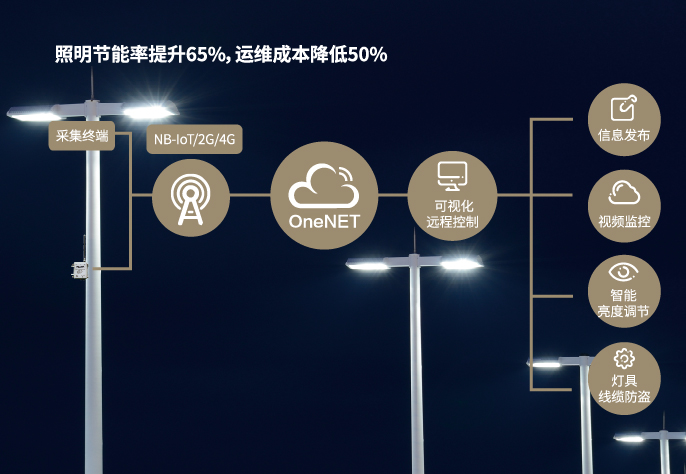 照明节能率提升65%，运维成本降低50%
采集终端
NB-IoT/2G/4G
OneNET
可视化
远程控制
信息发布
视频监控
智能
亮度调节
灯具
线缆防盗